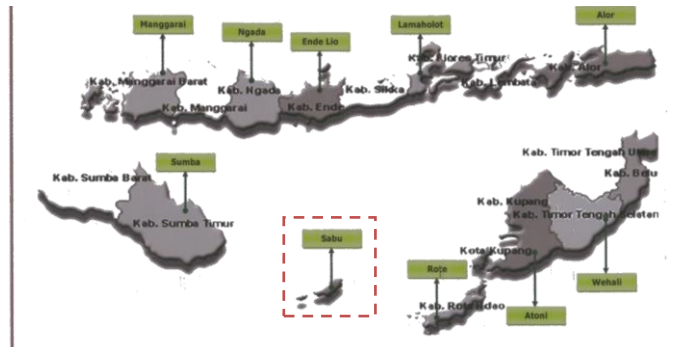 Manggarai
Ngada
Ende Lio
Lamaholot
Alor
Kab. Manggarai Barat
Kab. Manggarai
Kab. Ngada
Kab. Ende
Kab. Sikka
Kab. Flores Timur
Kab. Lembata
Kab. Alor
Sumba
Kab. Sumba Barat
Kab. Sumba Timur
Sabu
Kab. Timor Tengah Utara
Kab. Belu
Kab. Kupang
Kab. Timor Tengah Selatan
Kota Kupang
Rote
Kab. Rote Ndao
Atoni
Wehali